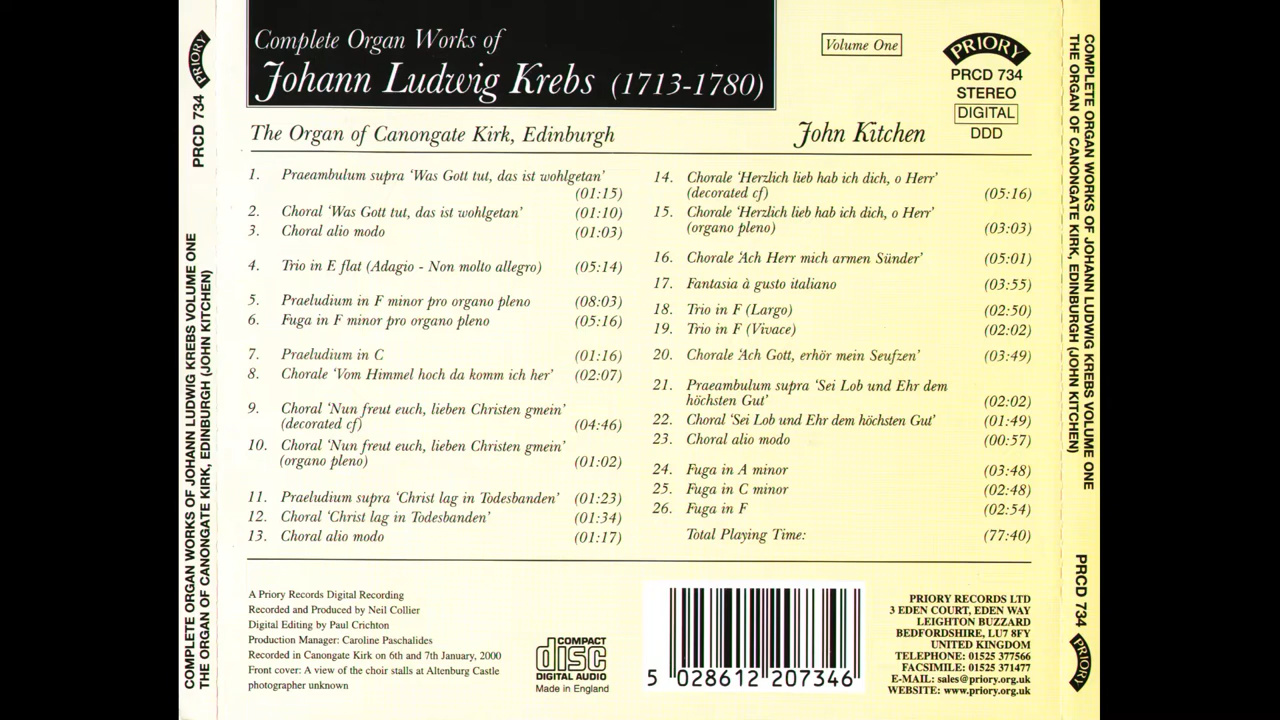 COMPLETE ORGAN WORKS OF JOHANN LUDWIG KREBS VOLUME ONE
THE ORGAN OF CANONGATE KIRK, EDINBURGH (JOHN KITCHEN)
PRCD 734
PRIORY
Complete Organ Works of
Johann Ludwig Krebs (1713-1780)
Volume One
PRIORY
PRCD 734
STEREO
DIGITAL
DDD
The Organ of Canongate Kirk, Edinburgh
John Kitchen
1. Praeambulum supra ‘Was Gott tut, das ist wohlgetan’
(01:15)
2. Choral ‘Was Gott tut, das ist wohlgetan’ (01:10)
3. Choral alio modo (01:03)
4. Trio in E flat (Adagio - Non molto allegro) (05:14)
5. Praeludium in F minor pro organo pleno (08:03)
6. Fuga in F minor pro organo pleno (05:16)
7. Praeludium in C (01:16)
8. Chorale ‘Vom Himmel hoch da komm ich her’ (02:07)
9. Choral ‘Nun freut euch, lieben Christen gmein’
(decorated cf) (04:46)
10. Choral ‘Nun freut euch, lieben Christen gmein’
(organo pleno) (01:02)
11. Praeludium supra ‘Christ lag in Todesbanden’ (01:23)
12. Choral ‘Christ lag in Todesbanden’ (01:34)
13. Choral alio modo (01:17)
14. Chorale ‘Herzlich lieb hab ich dich, o Herr’
(decorated cf) (05:16)
15. Chorale ‘Herzlich lieb hab ich dich, o Herr’
(organo pleno) (03:03)
16. Chorale ‘Ach Herr mich armen Sünder’ (05:01)
17. Fantasia à gusto italiano (03:55)
18. Trio in F (Largo) (02:50)
19. Trio in F (Vivace) (02:02)
20. Chorale ‘Ach Gott, erhör mein Seufzen’ (03:49)
21. Praeambulum supra ‘Sei Lob und Ehr dem
höchsten Gut’ (02:02)
22. Choral ‘Sei Lob und Ehr dem höchsten Gut’ (01:49)
23. Choral alio modo (00:57)
24. Fuga in A minor (03:48)
25. Fuga in C minor (02:48)
26. Fuga in F (02:54)
Total Playing Time: (77:40)
A Priory Records Digital Recording
Recorded and Produced by Neil Collier
Digital Editing by Paul Crichton
Production Manager: Caroline Paschalides
Recorded in Canongate Kirk on 6th and 7th January, 2000
Front cover: A view of the choir stalls at Altenburg Castle
photographer unknown
COMPACT
disc
DIGITAL AUDIO
Made in England
5 028612 207346
PRIORY RECORDS LTD
3 EDEN COURT, EDEN WAY
LEIGHTON BUZZARD
BEDFORDSHIRE, LU7 8FY
UNITED KINGDOM
TELEPHONE: 01525 377566
FACSIMILE: 01525 371477
E-MAIL: sales@priory.org.uk
WEBSITE: www.priory.org.uk
COMPLETE ORGAN WORKS OF JOHANN LUDWIG KREBS VOLUME ONE
THE ORGAN OF CANONGATE KIRK, EDINBURGH (JOHN KITCHEN)
PRCD 734
PRIORY